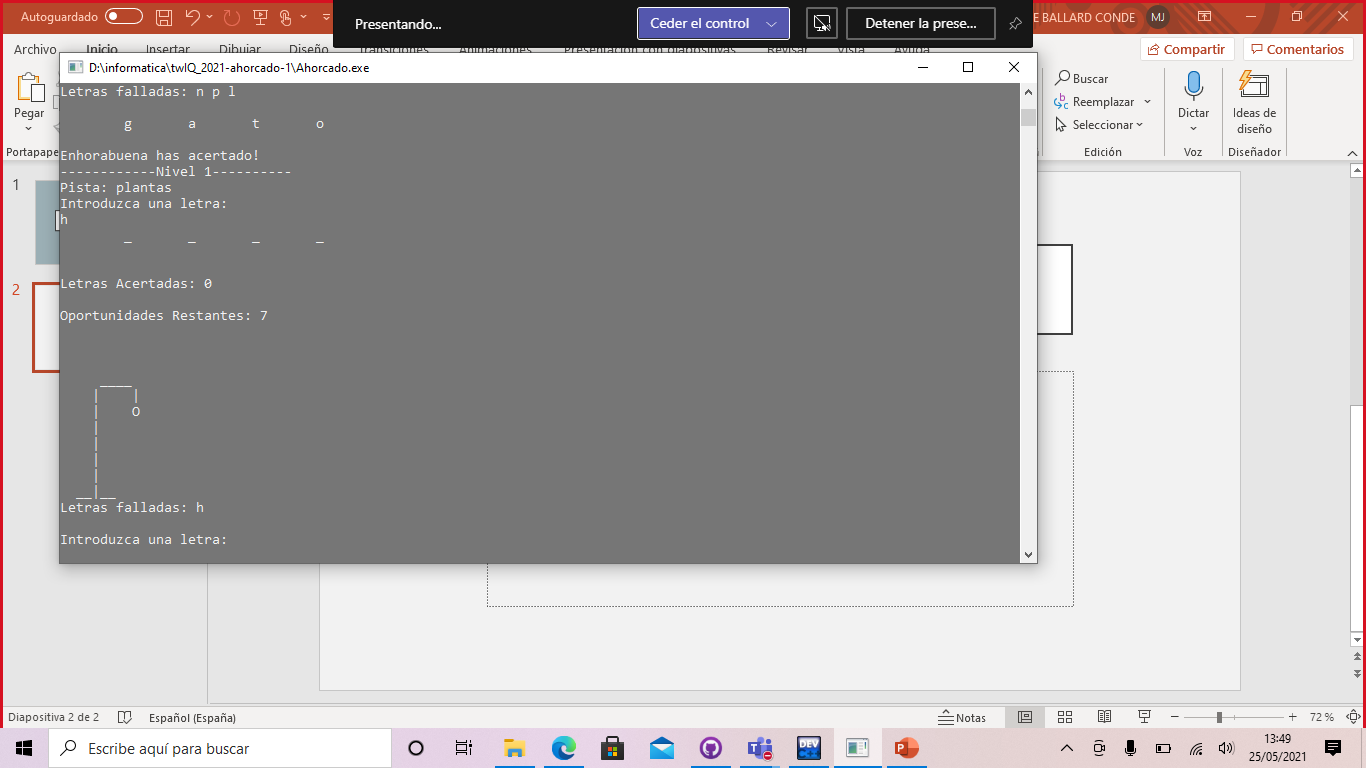 Autoguardado
Presentando...
Ceder el control
Detener la prese...
E BALLARD CONDE
MJ
Archivo
Inicio
Insertar
Dibujar
Diseño
Transiciones
Animaciones
Presentación con diapositivas
Revisar
Vista
Ayuda
Compartir
Comentarios
D:\informatica\twIQ_2021-ahorcado-1\Ahorcado.exe
Pegar
Portapape
Buscar
Reemplazar
Seleccionar
Edición
Dictar
Voz
Ideas de
diseño
Diseñador
Letras falladas: n p l
g a t o
Enhorabuena has acertado!
------------Nivel 1----------
Pista: plantas
Introduzca una letra:
h
_ _ _ _
Letras Acertadas: 0
Oportunidades Restantes: 7
O
Letras falladas: h
Introduzca una letra:
1
2
Diapositiva 2 de 2
Español (España)
Notas
72 %
Escribe aquí para buscar
DEV
C++
13:49
25/05/2021